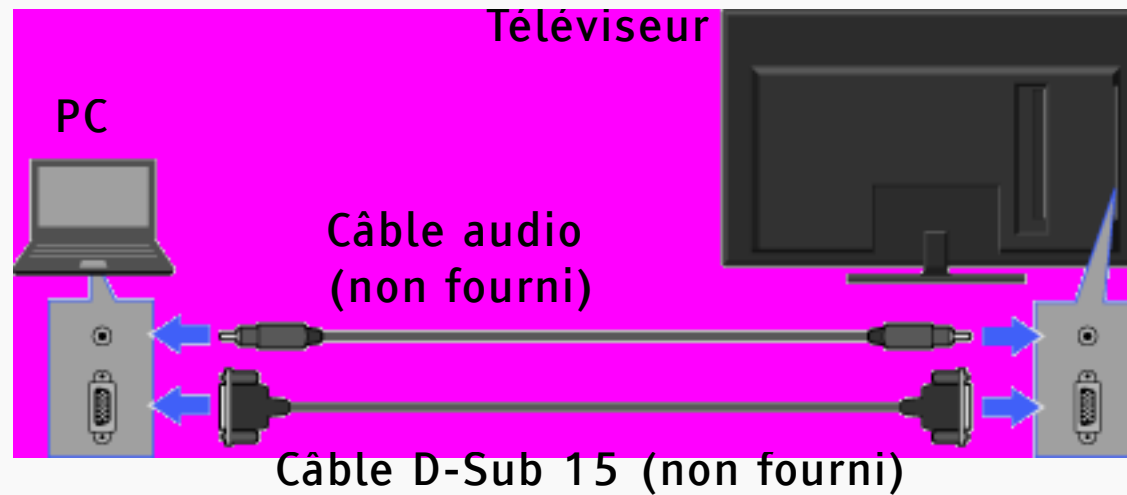 Téléviseur
PC
Câble audio
(non fourni)
Câble D-Sub 15 (non fourni)